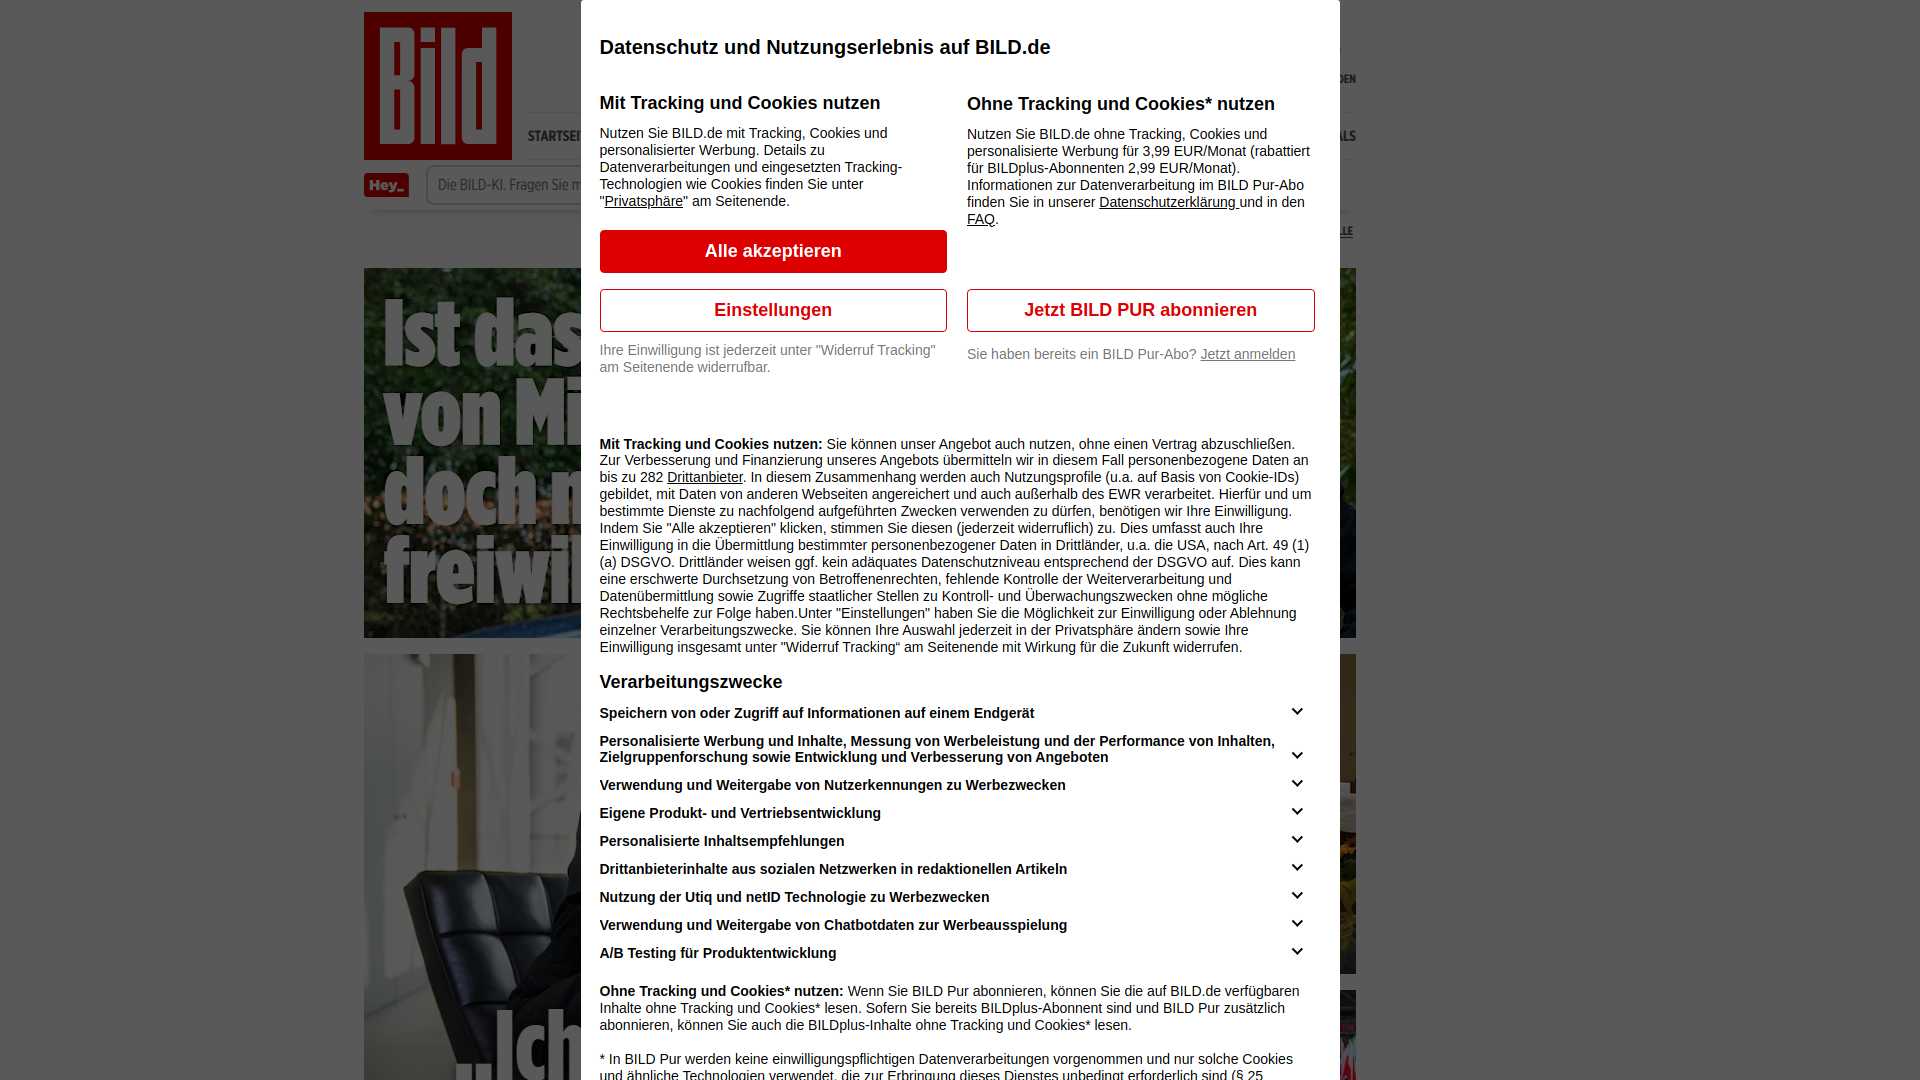 Bild
DEN
STARTSEI
ALS
Hey_
Die BILD-KI. Fragen Sie m
LLE
Ist das
von Mi
doch n
freiwil
„Ich
Datenschutz und Nutzungserlebnis auf BILD.de
Mit Tracking und Cookies nutzen
Nutzen Sie BILD.de mit Tracking, Cookies und
personalisierter Werbung. Details zu
Datenverarbeitungen und eingesetzten Tracking-
Technologien wie Cookies finden Sie unter
"Privatsphäre" am Seitenende.
Alle akzeptieren
Einstellungen
Ihre Einwilligung ist jederzeit unter "Widerruf Tracking"
am Seitenende widerrufbar.
Ohne Tracking und Cookies* nutzen
Nutzen Sie BILD.de ohne Tracking, Cookies und
personalisierte Werbung für 3,99 EUR/Monat (rabattiert
für BILDplus-Abonnenten 2,99 EUR/Monat).
Informationen zur Datenverarbeitung im BILD Pur-Abo
finden Sie in unserer Datenschutzerklärung und in den
FAQ.
Jetzt BILD PUR abonnieren
Sie haben bereits ein BILD Pur-Abo? Jetzt anmelden
Mit Tracking und Cookies nutzen: Sie können unser Angebot auch nutzen, ohne einen Vertrag abzuschließen.
Zur Verbesserung und Finanzierung unseres Angebots übermitteln wir in diesem Fall personenbezogene Daten an
bis zu 282 Drittanbieter. In diesem Zusammenhang werden auch Nutzungsprofile (u.a. auf Basis von Cookie-IDs)
gebildet, mit Daten von anderen Webseiten angereichert und auch außerhalb des EWR verarbeitet. Hierfür und um
bestimmte Dienste zu nachfolgend aufgeführten Zwecken verwenden zu dürfen, benötigen wir Ihre Einwilligung.
Indem Sie "Alle akzeptieren" klicken, stimmen Sie diesen (jederzeit widerruflich) zu. Dies umfasst auch Ihre
Einwilligung in die Übermittlung bestimmter personenbezogener Daten in Drittländer, u.a. die USA, nach Art. 49 (1)
(a) DSGVO. Drittländer weisen ggf. kein adäquates Datenschutzniveau entsprechend der DSGVO auf. Dies kann
eine erschwerte Durchsetzung von Betroffenenrechten, fehlende Kontrolle der Weiterverarbeitung und
Datenübermittlung sowie Zugriffe staatlicher Stellen zu Kontroll- und Überwachungszwecken ohne mögliche
Rechtsbehelfe zur Folge haben.Unter "Einstellungen" haben Sie die Möglichkeit zur Einwilligung oder Ablehnung
einzelner Verarbeitungszwecke. Sie können Ihre Auswahl jederzeit in der Privatsphäre ändern sowie Ihre
Einwilligung insgesamt unter "Widerruf Tracking“ am Seitenende mit Wirkung für die Zukunft widerrufen.
Verarbeitungszwecke
Speichern von oder Zugriff auf Informationen auf einem Endgerät
Personalisierte Werbung und Inhalte, Messung von Werbeleistung und der Performance von Inhalten,
Zielgruppenforschung sowie Entwicklung und Verbesserung von Angeboten
Verwendung und Weitergabe von Nutzerkennungen zu Werbezwecken
Eigene Produkt- und Vertriebsentwicklung
Personalisierte Inhaltsempfehlungen
Drittanbieterinhalte aus sozialen Netzwerken in redaktionellen Artikeln
Nutzung der Utiq und netID Technologie zu Werbezwecken
Verwendung und Weitergabe von Chatbotdaten zur Werbeausspielung
A/B Testing für Produktentwicklung
Ohne Tracking und Cookies* nutzen: Wenn Sie BILD Pur abonnieren, können Sie die auf BILD.de verfügbaren
Inhalte ohne Tracking und Cookies* lesen. Sofern Sie bereits BILDplus-Abonnent sind und BILD Pur zusätzlich
abonnieren, können Sie auch die BILDplus-Inhalte ohne Tracking und Cookies* lesen.
* In BILD Pur werden keine einwilligungspflichtigen Datenverarbeitungen vorgenommen und nur solche Cookies
und ähnliche Technologien verwendet, die zur Erbringung dieses Dienstes unbedingt erforderlich sind (§ 25